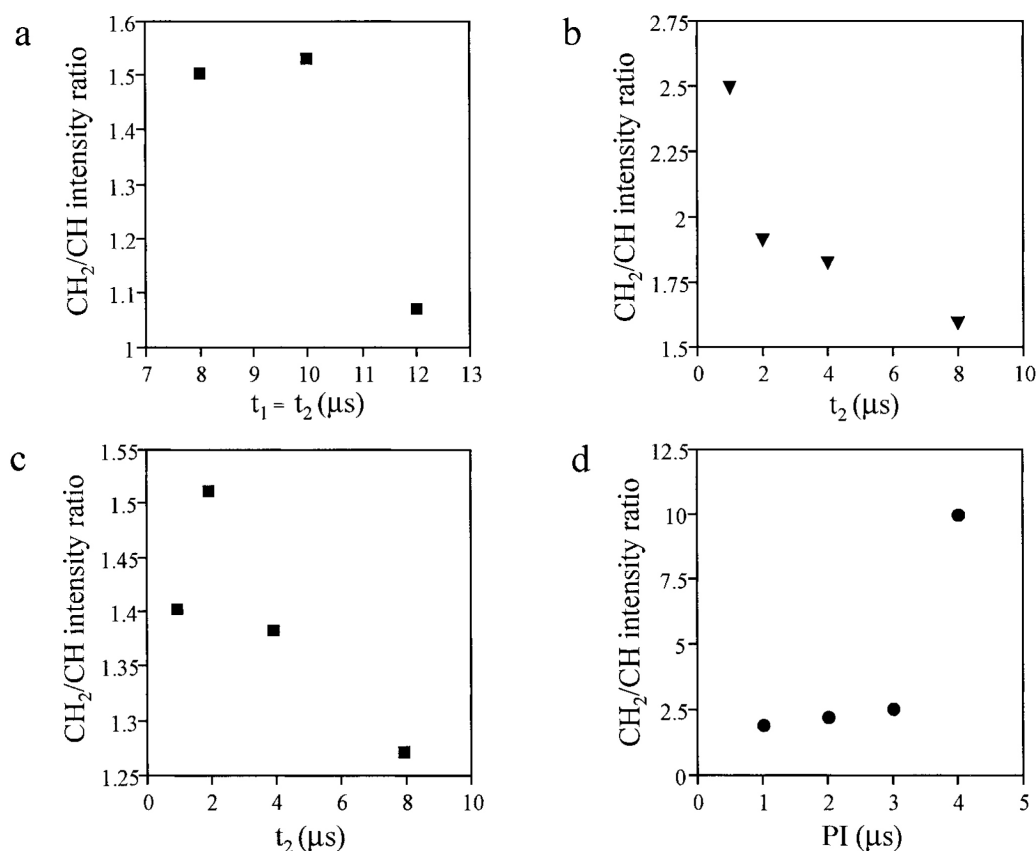 a
CH₂/CH intensity ratio
1.6
1.5
1.4
1.3
1.2
1.1
1
7 8 9 10 11 12 13
t₁ = t₂ (μs)
b
CH₂/CH intensity ratio
2.75
2.5
2.25
2
1.75
1.5
0 2 4 6 8 10
t₂ (μs)
c
CH₂/CH intensity ratio
1.55
1.5
1.45
1.4
1.35
1.3
1.25
0 2 4 6 8 10
t₂ (μs)
d
CH₂/CH intensity ratio
12.5
10
7.5
5
2.5
0
0 1 2 3 4 5
PI (μs)